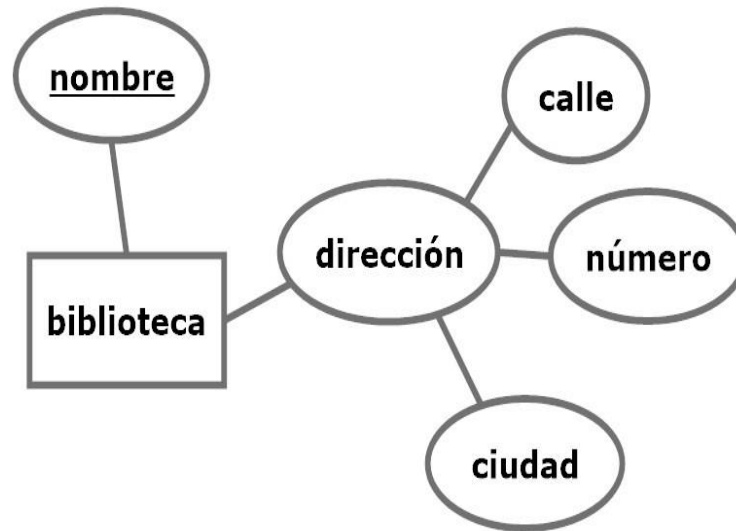 nombre
calle
dirección
número
biblioteca
ciudad